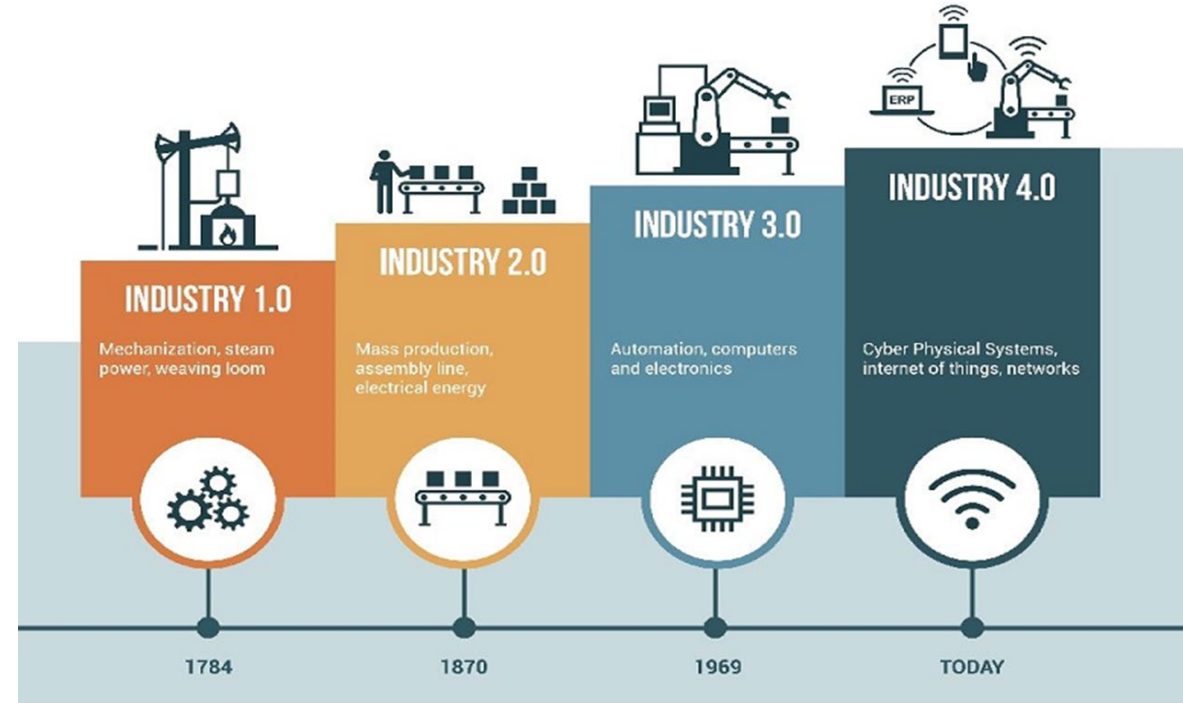 ERP
INDUSTRY 1.0
Mechanization, steam
power, weaving loom
1784
INDUSTRY 2.0
Mass production,
assembly line,
electrical energy
1870
INDUSTRY 3.0
Automation, computers
and electronics
1969
INDUSTRY 4.0
Cyber Physical Systems,
internet of things, networks
TODAY